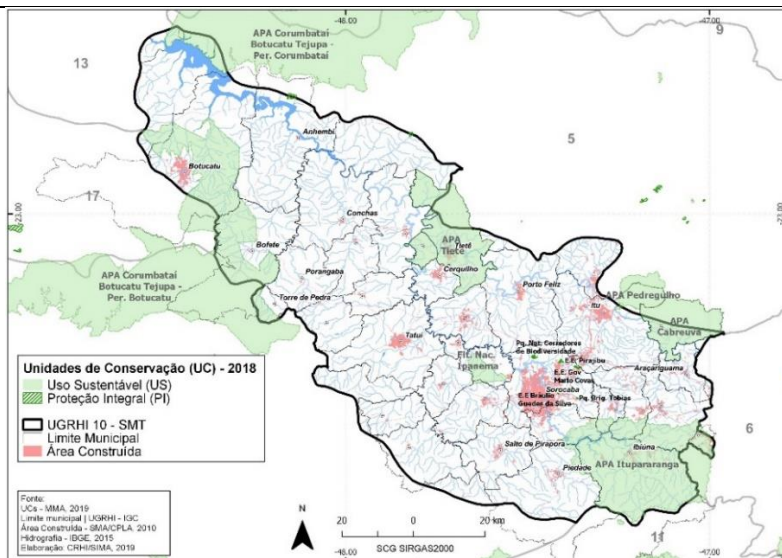 APA Corumbataí
Botucatu Tejupa -
Per. Corumbataí
-48.00
-47.00
9
13
5
Anhembi
Botucatu
17
-23.00
-23.00
Conchas
APA
Tietê
Tietê
Bofete
Cerquilho
Porangaba
APA Corumbataí
Botucatu Tejupa -
Per. Botucatu
Torre de Pedra
Porto Feliz
Itu
APA Pedregulho
APA
Cabreuva
Tatuí
Pq. Nat. Corredores
de Biodiversidade
E.E. Pirajibu
Flt. Nac.
Ipanema
E.E. Gov
Mario Covas
Araçariguama
Sorocaba
E.E Bráulio
Guedes da Silva
Pq. Brig. Tobias
6
Salto de Pirapora
Ibiúna
Piedade
APA Itupararanga
11
Unidades de Conservação (UC) - 2018
Uso Sustentável (US)
Proteção Integral (PI)
UGRHI 10 - SMT
Limite Municipal
Área Construída
Fonte:
UCs - MMA, 2019
Limite municipal | UGRHI - IGC
Área Construída - SMA/CPLA, 2010
Hidrografia - IBGE, 2015
Elaboração: CRHi/SIMA, 2019
N
20 0 20 km
SCG SIRGAS2000
-48.00
-47.00